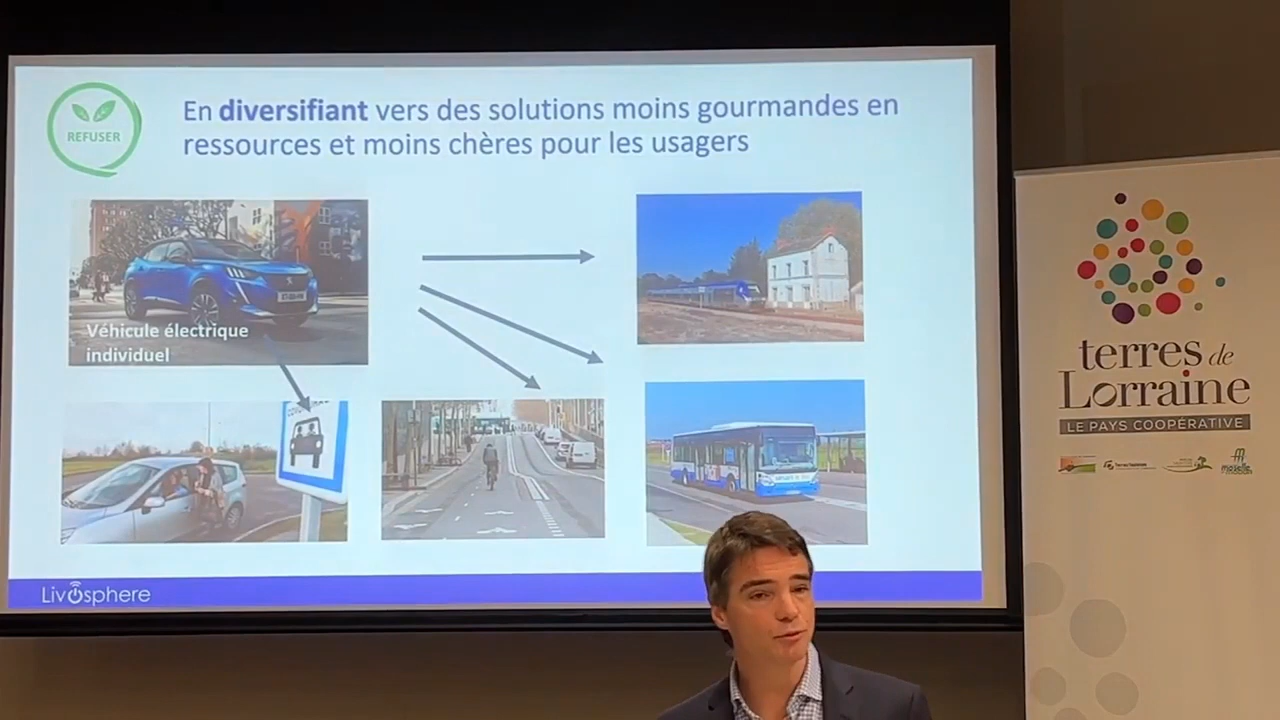 REFUSER
En diversifiant vers des solutions moins gourmandes en
ressources et moins chères pour les usagers
Véhicule électrique
individuel
Livosphere
terres de
Lorraine
LE PAYS COOPÉRATIVE
moselle